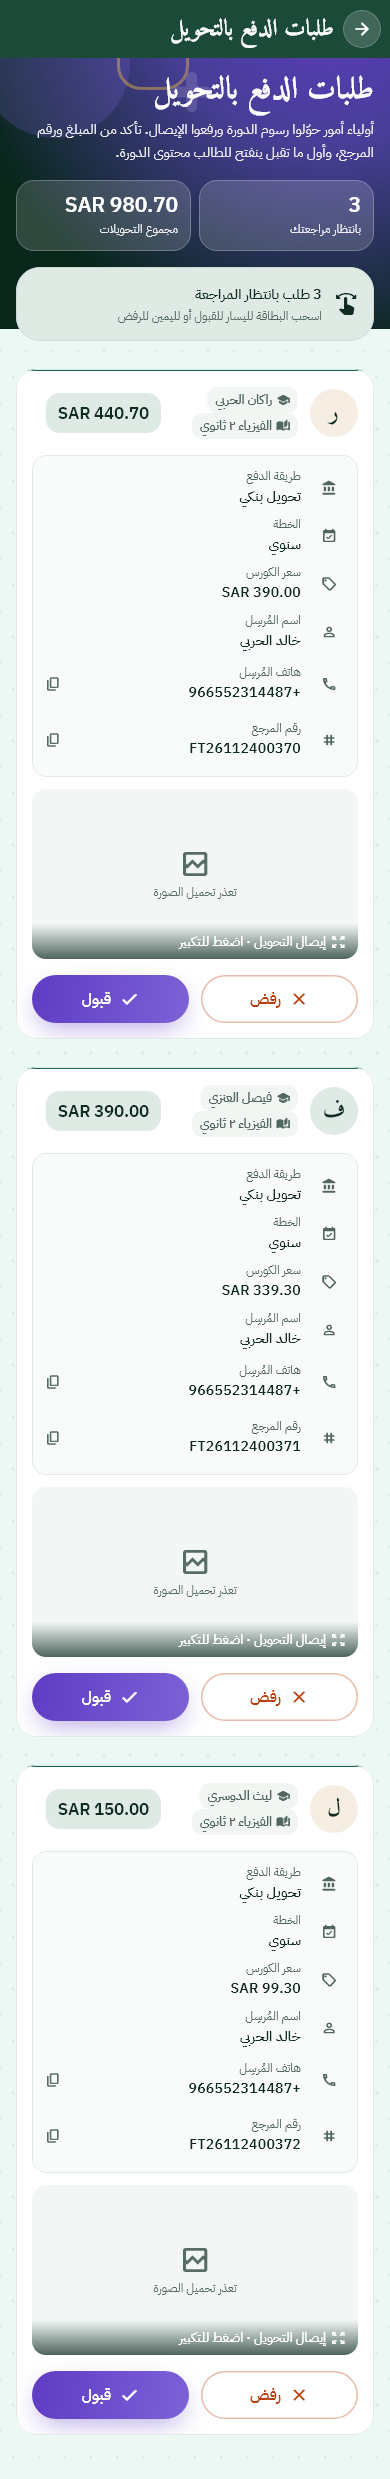 طلبات الدفع بالتحويل
طلبات الدفع بالتحويل
أولياء أمور حوّلوا رسوم الدورة ورفعوا الإيصال. تأكد من المبلغ ورقم
المرجع، وأول ما تقبل ينفتح للطالب محتوى الدورة.
3
بانتظار مراجعتك
SAR 980.70
مجموع التحويلات
3 طلب بانتظار المراجعة
اسحب البطاقة لليسار للقبول أو لليمين للرفض
ر
راكان الحربي
الفيزياء ٢ ثانوي
SAR 440.70
طريقة الدفع
تحويل بنكي
الخطة
سنوي
سعر الكورس
SAR 390.00
اسم المُرسِل
خالد الحربي
هاتف المُرسِل
966552314487+
رقم المرجع
FT26112400370
تعذر تحميل الصورة
إيصال التحويل · اضغط للتكبير
رفض
قبول
ف
فيصل العنزي
الفيزياء ٢ ثانوي
SAR 390.00
طريقة الدفع
تحويل بنكي
الخطة
سنوي
سعر الكورس
SAR 339.30
اسم المُرسِل
خالد الحربي
هاتف المُرسِل
966552314487+
رقم المرجع
FT26112400371
تعذر تحميل الصورة
إيصال التحويل · اضغط للتكبير
رفض
قبول
ل
ليث الدوسري
الفيزياء ٢ ثانوي
SAR 150.00
طريقة الدفع
تحويل بنكي
الخطة
سنوي
سعر الكورس
SAR 99.30
اسم المُرسِل
خالد الحربي
هاتف المُرسِل
966552314487+
رقم المرجع
FT26112400372
تعذر تحميل الصورة
إيصال التحويل · اضغط للتكبير
رفض
قبول